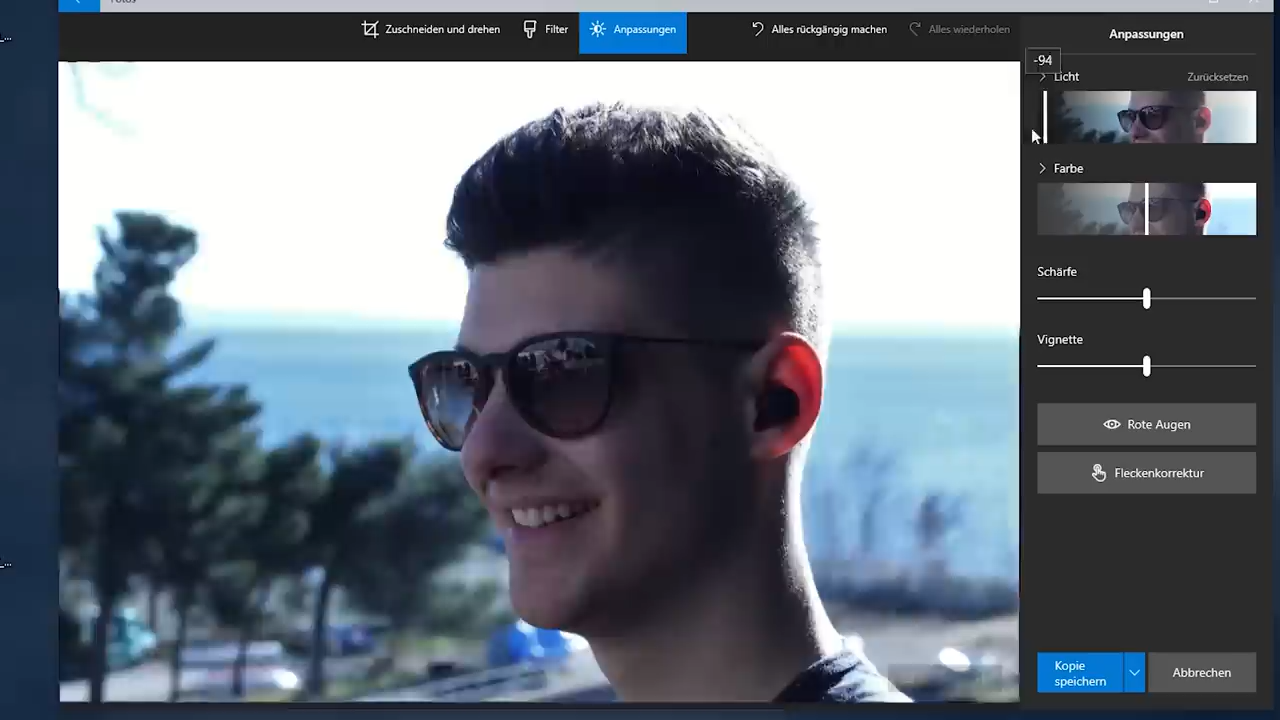 Zuschneiden und drehen
Filter
Anpassungen
Alles rückgängig machen
Alles wiederholen
Anpassungen
-94
Licht
Zurücksetzen
Farbe
Schärfe
Vignette
Rote Augen
Fleckenkorrektur
Kopie
speichern
Abbrechen